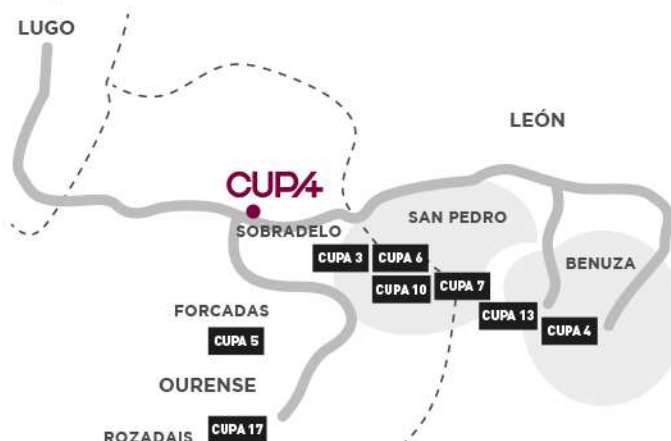 LUGO
LEÓN
CUPA
SAN PEDRO
SOBRADELO
CUPA 3
CUPA 6
BENUZA
CUPA 10
CUPA 7
FORCADAS
CUPA 13
CUPA 4
CUPA 5
OURENSE
CUPA 17
ROZADAIS